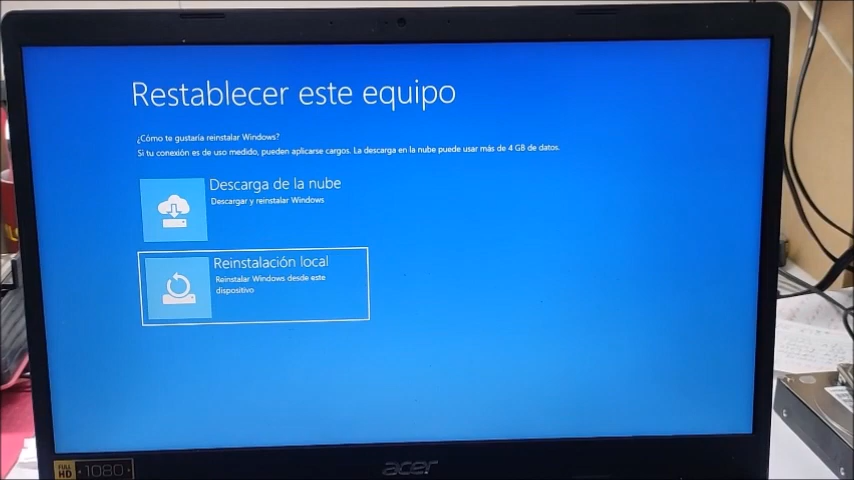 Restablecer este equipo
¿Cómo te gustaría reinstalar Windows?
Si tu conexión es de uso medido, pueden aplicarse cargos. La descarga en la nube puede usar más de 4 GB de datos.
Descarga de la nube
Descargar y reinstalar Windows
Reinstalación local
Reinstalar Windows desde este
dispositivo
FULL
HD
1080
acer